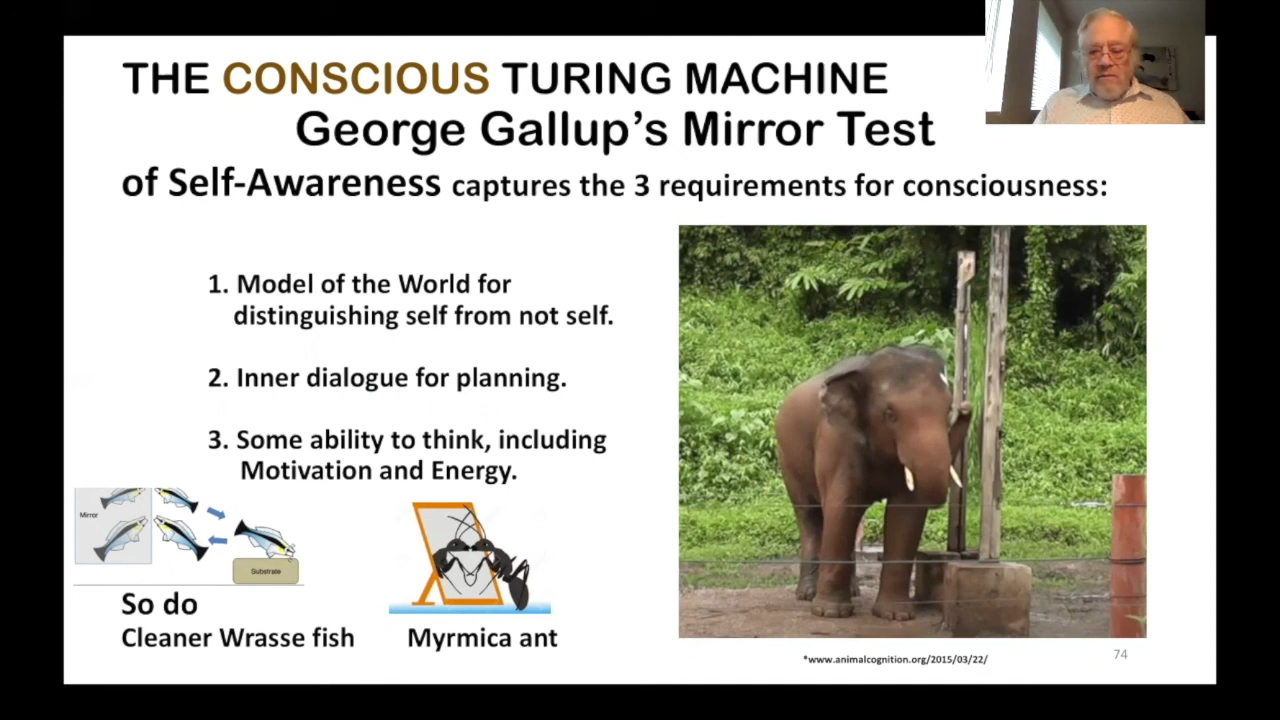 THE CONSCIOUS TURING MACHINE
George Gallup’s Mirror Test
of Self-Awareness captures the 3 requirements for consciousness:
1. Model of the World for
distinguishing self from not self.
2. Inner dialogue for planning.
3. Some ability to think, including
Motivation and Energy.
Mirror
Substrate
So do
Cleaner Wrasse fish
Myrmica ant
*www.animalcognition.org/2015/03/22/
74